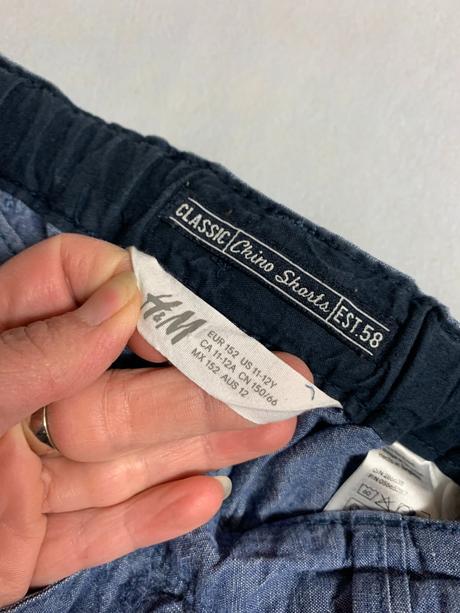 CLASSIC Chino Shorts EST.58
H&M
EUR 152 US 11-12Y
CA 11-12A CN 150/66
MX 152 AUS 12